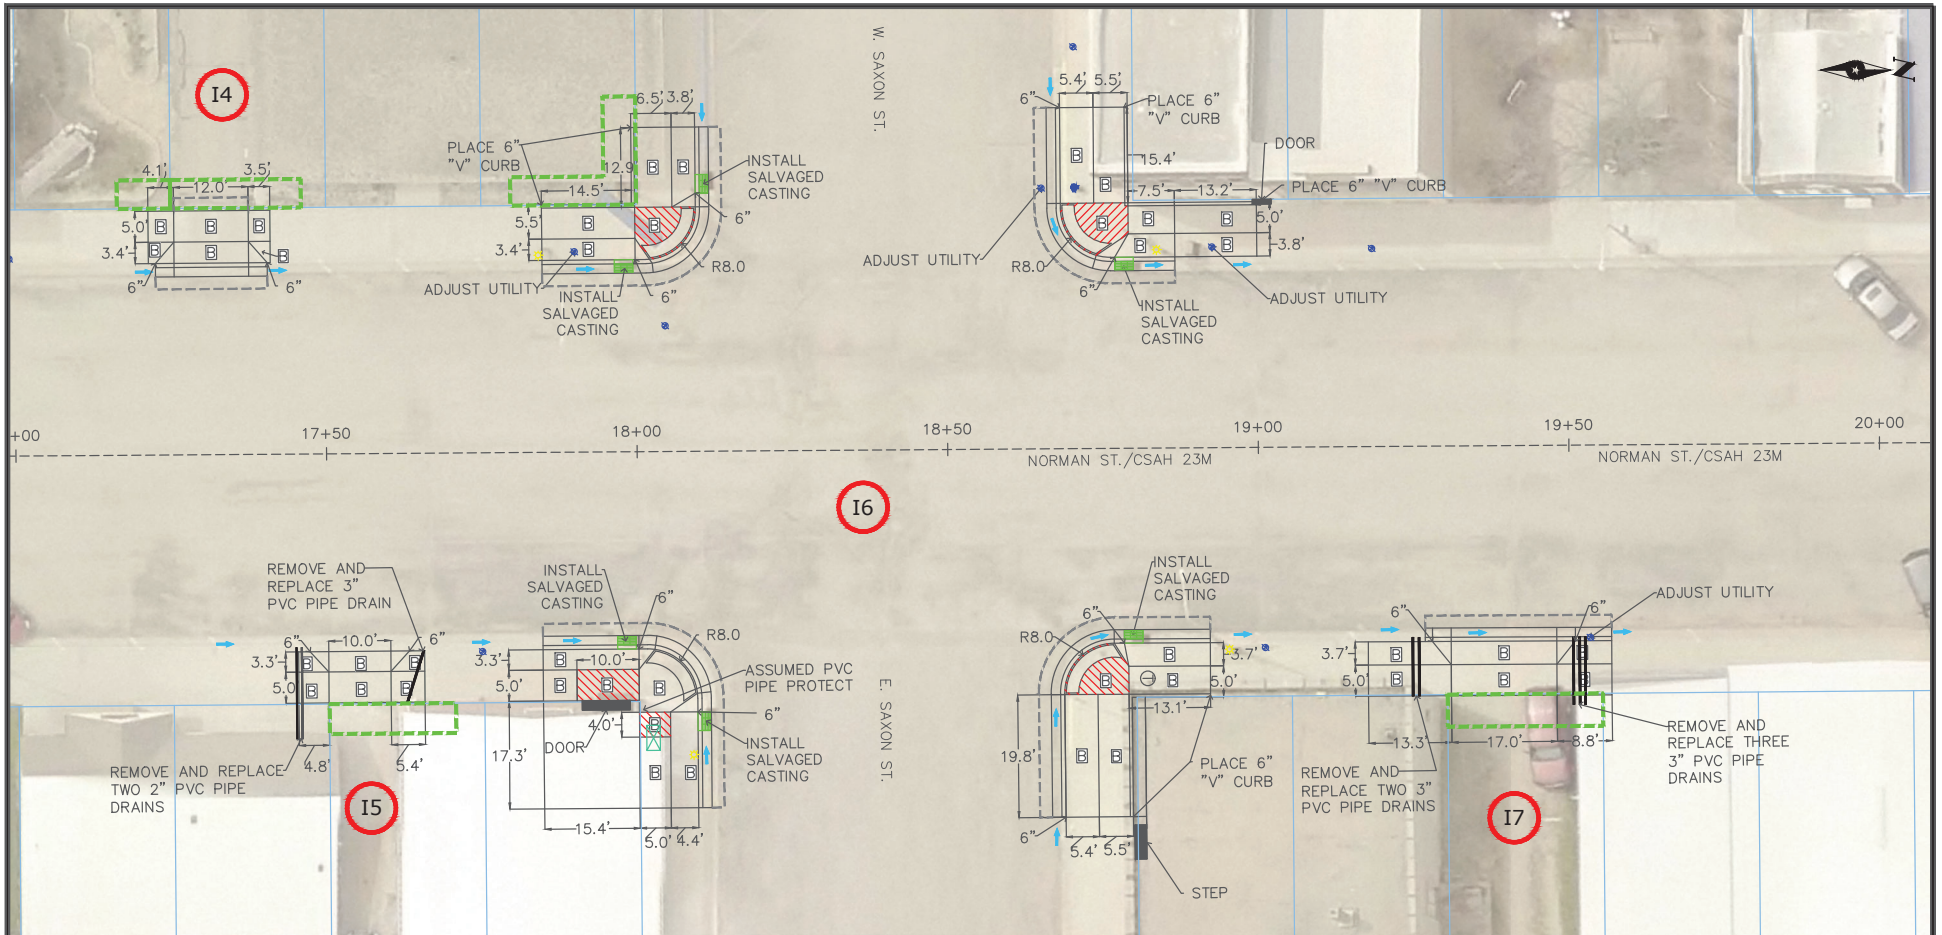 I4
4.1'
12.0'
3.5'
5.0'
3.4'
6"
6"
B
B
B
B
B
B
PLACE 6"
"V" CURB
6.5'
3.8'
12.9
14.5'
5.5'
3.4'
B
B
B
B
B
INSTALL
SALVAGED
CASTING
6"
R8.0
6"
ADJUST UTILITY
INSTALL
SALVAGED
CASTING
W. SAXON ST.
5.4'
5.5'
6"
PLACE 6"
"V" CURB
15.4'
DOOR
7.5'
13.2'
PLACE 6" "V" CURB
5.0'
3.8'
B
B
B
B
B
B
B
ADJUST UTILITY
R8.0
6"
INSTALL
SALVAGED
CASTING
ADJUST UTILITY
N
+00
17+50
18+00
18+50
19+00
19+50
20+00
NORMAN ST./CSAH 23M
NORMAN ST./CSAH 23M
I6
REMOVE AND
REPLACE 3"
PVC PIPE DRAIN
6"
10.0'
6"
3.3'
5.0
B
B
B
B
B
4.8'
5.4'
REMOVE AND REPLACE
TWO 2" PVC PIPE
DRAINS
I5
INSTALL
SALVAGED
CASTING
6"
R8.0
3.3'
10.0'
5.0'
B
B
B
B
B
B
B
ASSUMED PVC
PIPE PROTECT
6"
4.0'
DOOR
17.3'
INSTALL
SALVAGED
CASTING
15.4'
5.0'
4.4'
E. SAXON ST.
INSTALL
SALVAGED
CASTING
6"
R8.0
3.7'
5.0'
13.1'
B
B
B
B
19.8'
PLACE 6"
"V" CURB
6"
5.4'
5.5'
STEP
6"
6"
ADJUST UTILITY
3.7'
5.0'
B
B
B
B
B
B
13.3'
17.0'
8.8'
REMOVE AND
REPLACE TWO 3"
PVC PIPE DRAINS
REMOVE AND
REPLACE THREE
3" PVC PIPE
DRAINS
I7